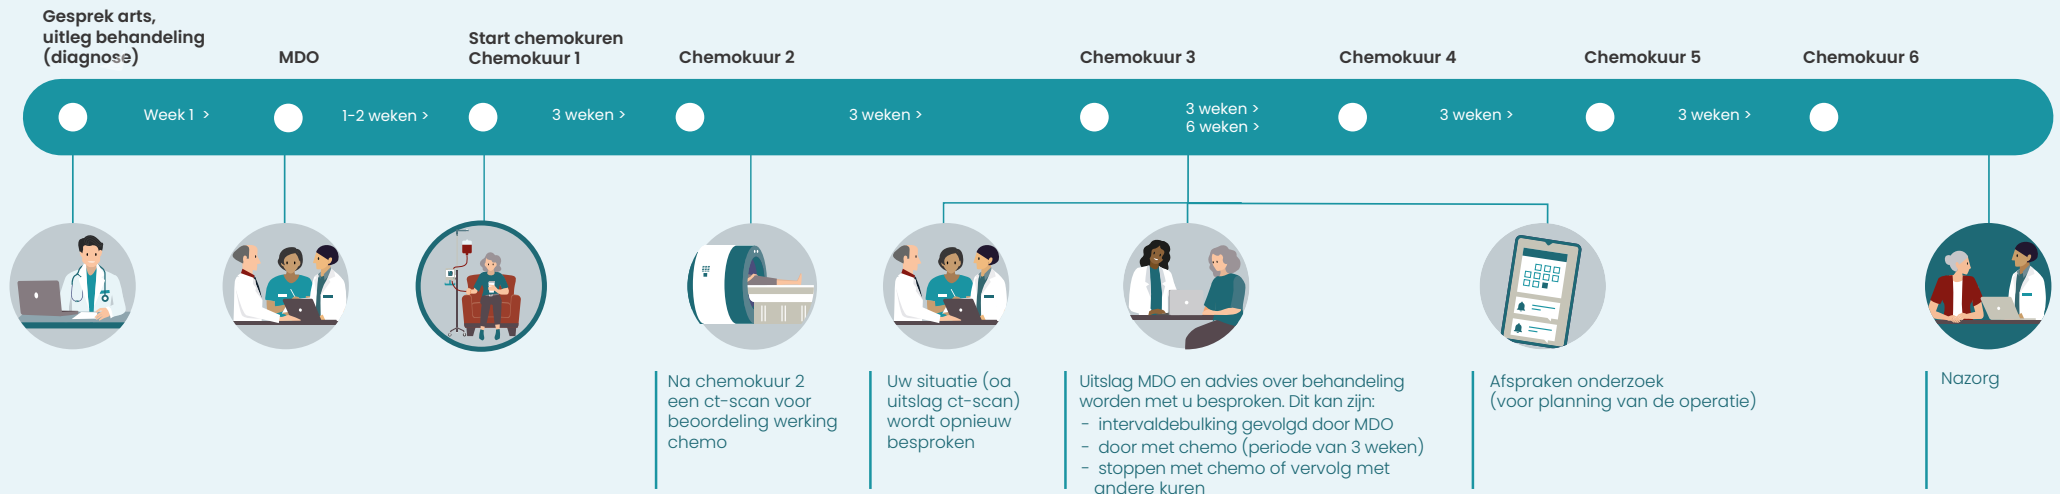 Gesprek arts,
uitleg behandeling
(diagnose)
MDO
Start chemokuren
Chemokuur 1
Chemokuur 2
Chemokuur 3
Chemokuur 4
Chemokuur 5
Chemokuur 6
Week 1 >
1-2 weken >
3 weken >
3 weken >
3 weken >
6 weken >
3 weken >
3 weken >
Na chemokuur 2
een ct-scan voor
beoordeling werking
chemo
Uw situatie (oa
uitslag ct-scan)
wordt opnieuw
besproken
Uitslag MDO en advies over behandeling
worden met u besproken. Dit kan zijn:
- intervaldebulking gevolgd door MDO
- door met chemo (periode van 3 weken)
- stoppen met chemo of vervolg met
andere kuren
Afspraken onderzoek
(voor planning van de operatie)
Nazorg